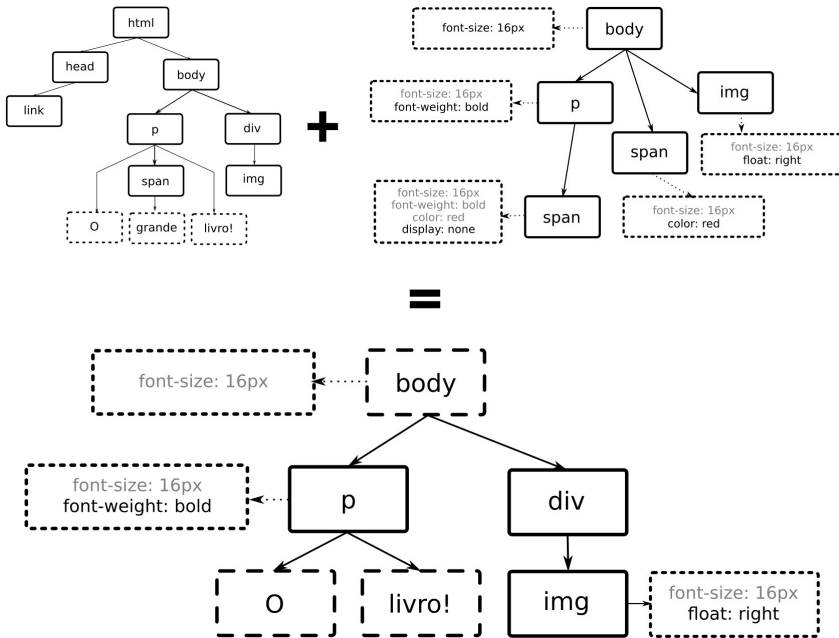 html
head
body
link
p
div
span
img
O
grande
livro!
+
font-size: 16px
body
font-size: 16px
font-weight: bold
p
img
span
font-size: 16px
float: right
font-size: 16px
font-weight: bold
color: red
display: none
span
font-size: 16px
color: red
=
font-size: 16px
body
font-size: 16px
font-weight: bold
p
div
O
livro!
img
font-size: 16px
float: right